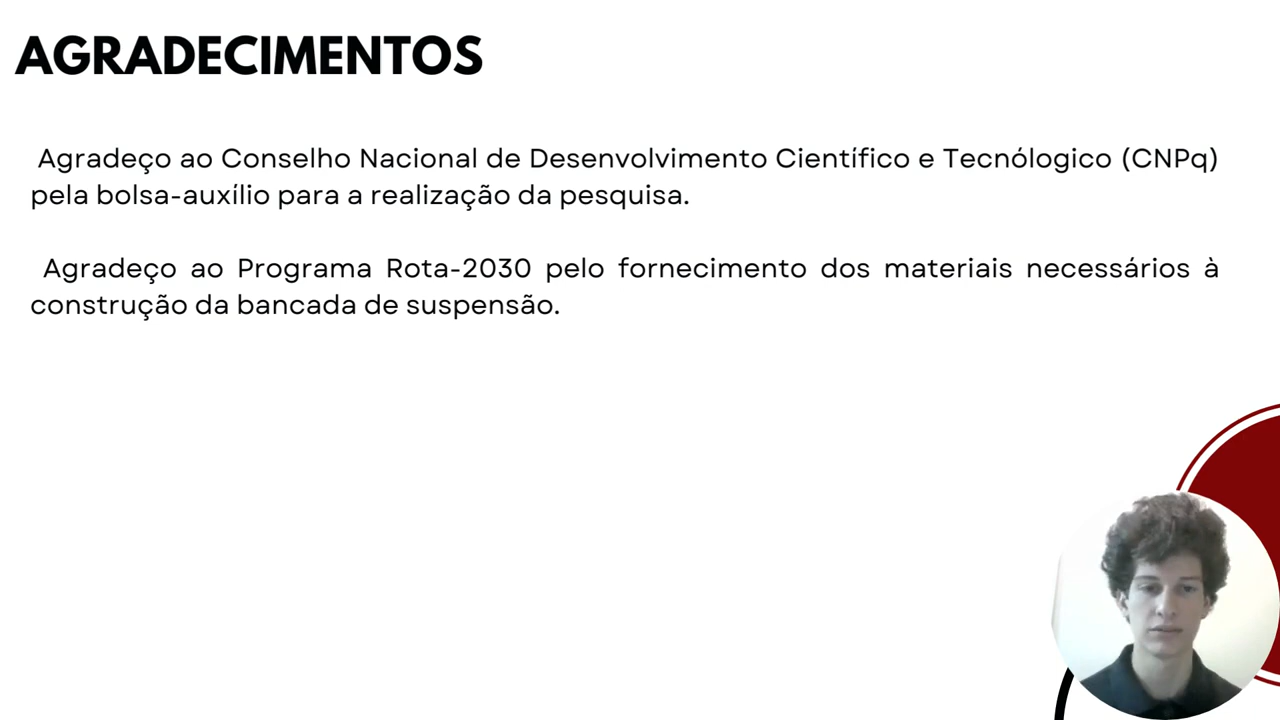 AGRADECIMENTOS
Agradeço ao Conselho Nacional de Desenvolvimento Científico e Tecnólogico (CNPq)
pela bolsa-auxílio para a realização da pesquisa.
Agradeço ao Programa Rota-2030 pelo fornecimento dos materiais necessários à
construção da bancada de suspensão.